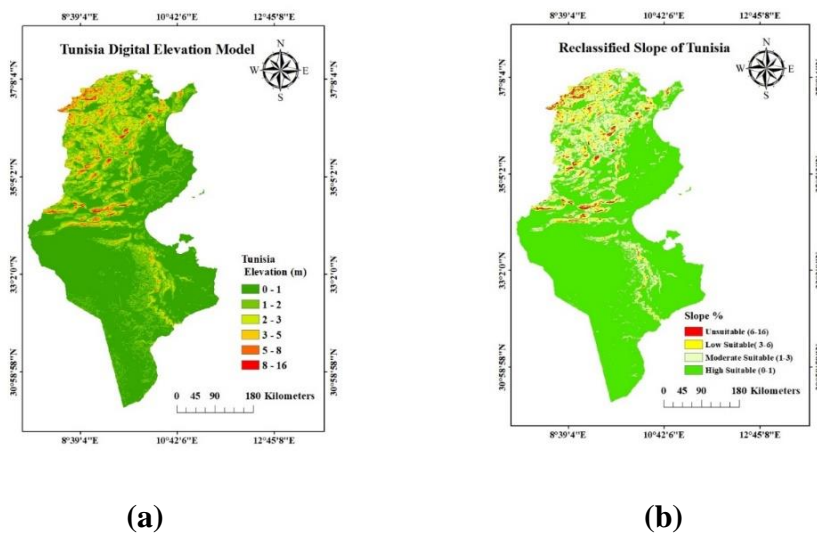 8°39'4"E 10°42'6"E 12°45'8"E
Tunisia Digital Elevation Model
N
W E
S
37°8'4"N
35°5'2"N
33°2'0"N
30°58'58"N
Tunisia
Elevation (m)
0 - 1
1 - 2
2 - 3
3 - 5
5 - 8
8 - 16
0 45 90 180 Kilometers
8°39'4"E 10°42'6"E 12°45'8"E
(a)
8°39'4"E 10°42'6"E 12°45'8"E
Reclassified Slope of Tunisia
N
W E
S
37°8'4"N
35°5'2"N
33°2'0"N
30°58'58"N
Slope %
Unsuitable (6-16)
Low Suitable( 3-6)
Moderate Suitable (1-3)
High Suitable (0-1)
0 45 90 180 Kilometers
8°39'4"E 10°42'6"E 12°45'8"E
(b)